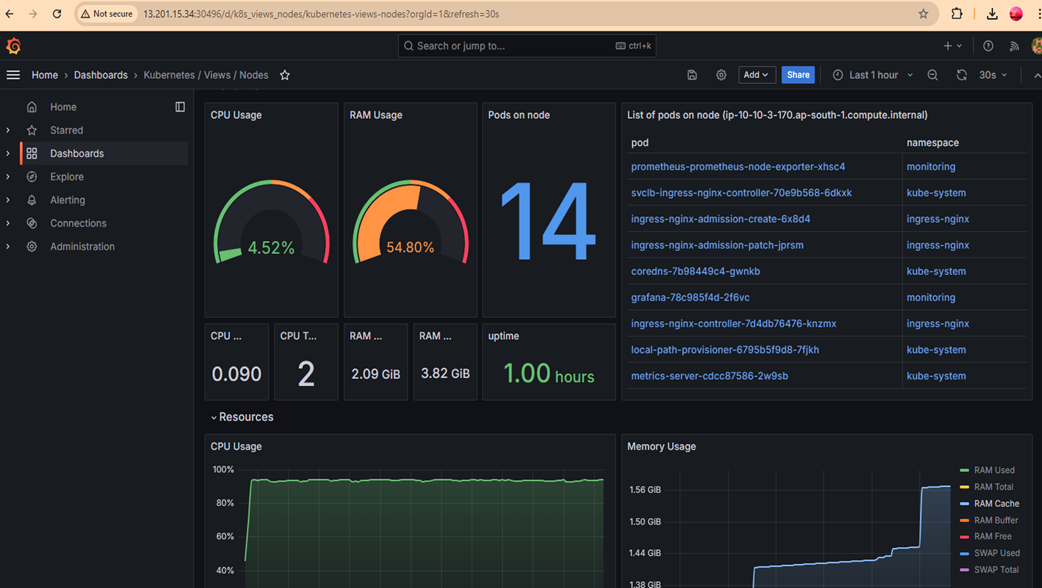 Not secure 13.201.15.34:30496/d/k8s_views_nodes/kubernetes-views-nodes?orgId=1&refresh=30s
Search or jump to... ctrl+k
Home › Dashboards › Kubernetes / Views / Nodes
Add Share Last 1 hour 30s
Home
Starred
Dashboards
Explore
Alerting
Connections
Administration
CPU Usage
4.52%
RAM Usage
54.80%
Pods on node
14
List of pods on node (ip-10-10-3-170.ap-south-1.compute.internal)
pod namespace
prometheus-prometheus-node-exporter-xhsc4 monitoring
svclb-ingress-nginx-controller-70e9b568-6dkxk kube-system
ingress-nginx-admission-create-6x8d4 ingress-nginx
ingress-nginx-admission-patch-jprsm ingress-nginx
coredns-7b98449c4-gwnkb kube-system
grafana-78c985f4d-2f6vc monitoring
ingress-nginx-controller-7d4db76476-knzmx ingress-nginx
local-path-provisioner-6795b5f9d8-7fjkh kube-system
metrics-server-cdcc87586-2w9sb kube-system
CPU ...
0.090
CPU T...
2
RAM ...
2.09 GiB
RAM ...
3.82 GiB
uptime
1.00 hours
Resources
CPU Usage
100%
80%
60%
40%
Memory Usage
1.56 GiB
1.50 GiB
1.44 GiB
1.38 GiB
RAM Used
RAM Total
RAM Cache
RAM Buffer
RAM Free
SWAP Used
SWAP Total